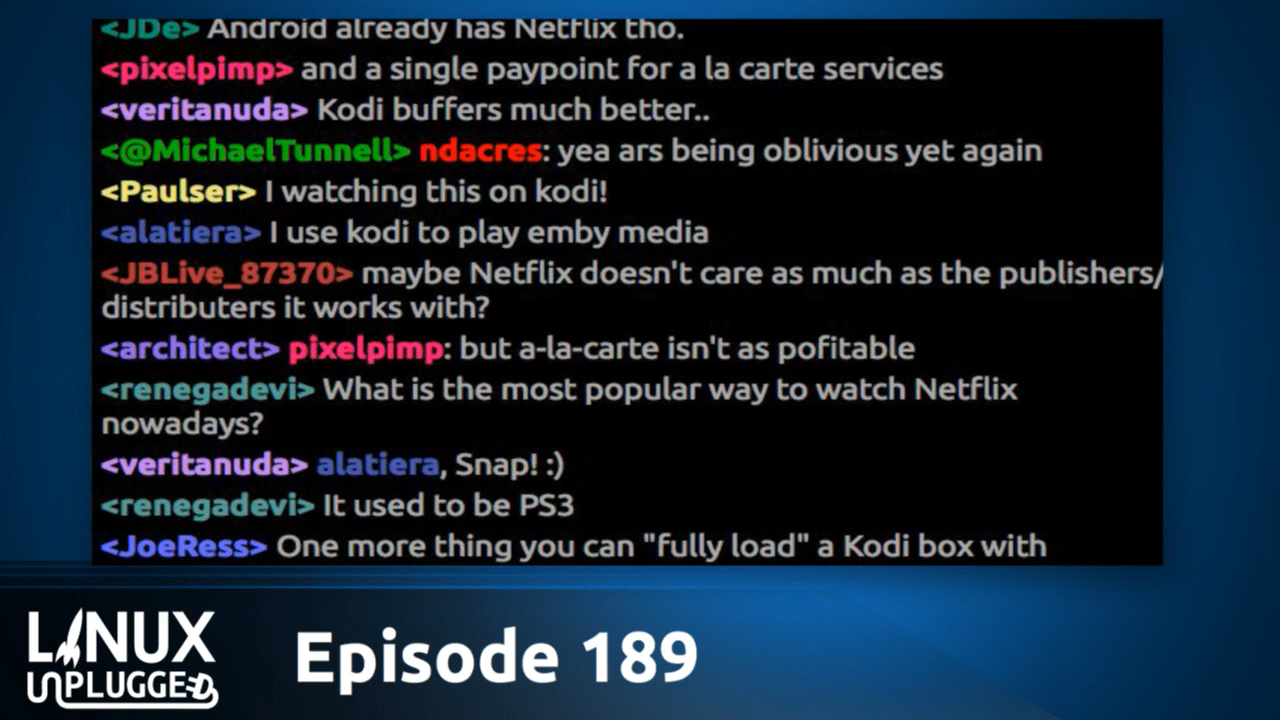 <JDe> Android already has Netflix tho.
<pixelpimp> and a single paypoint for a la carte services
<veritanuda> Kodi buffers much better..
<@MichaelTunnell> ndacres: yea ars being oblivious yet again
<Paulser> I watching this on kodi!
<alatiera> I use kodi to play emby media
<JBLive_87370> maybe Netflix doesn't care as much as the publishers/
distributers it works with?
<architect> pixelpimp: but a-la-carte isn't as pofitable
<renegadevi> What is the most popular way to watch Netflix
nowadays?
<veritanuda> alatiera, Snap! :)
<renegadevi> It used to be PS3
<JoeRess> One more thing you can "fully load" a Kodi box with
LINUX
UNPLUGGED
Episode 189